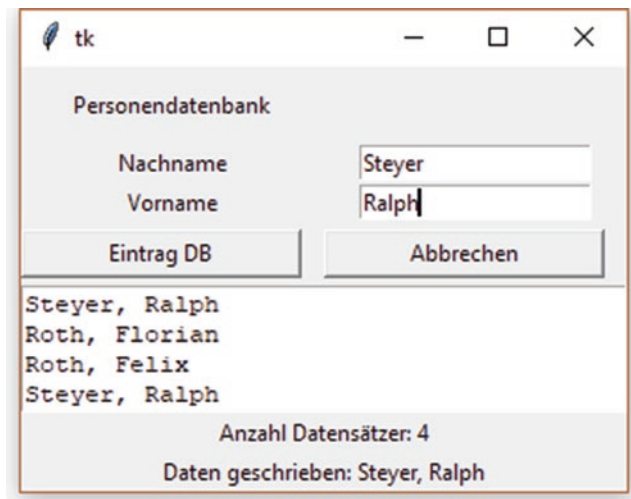 tk
Personendatenbank
Nachname Steyer
Vorname Ralph
Eintrag DB Abbrechen
Steyer, Ralph
Roth, Florian
Roth, Felix
Steyer, Ralph
Anzahl Datensätzer: 4
Daten geschrieben: Steyer, Ralph